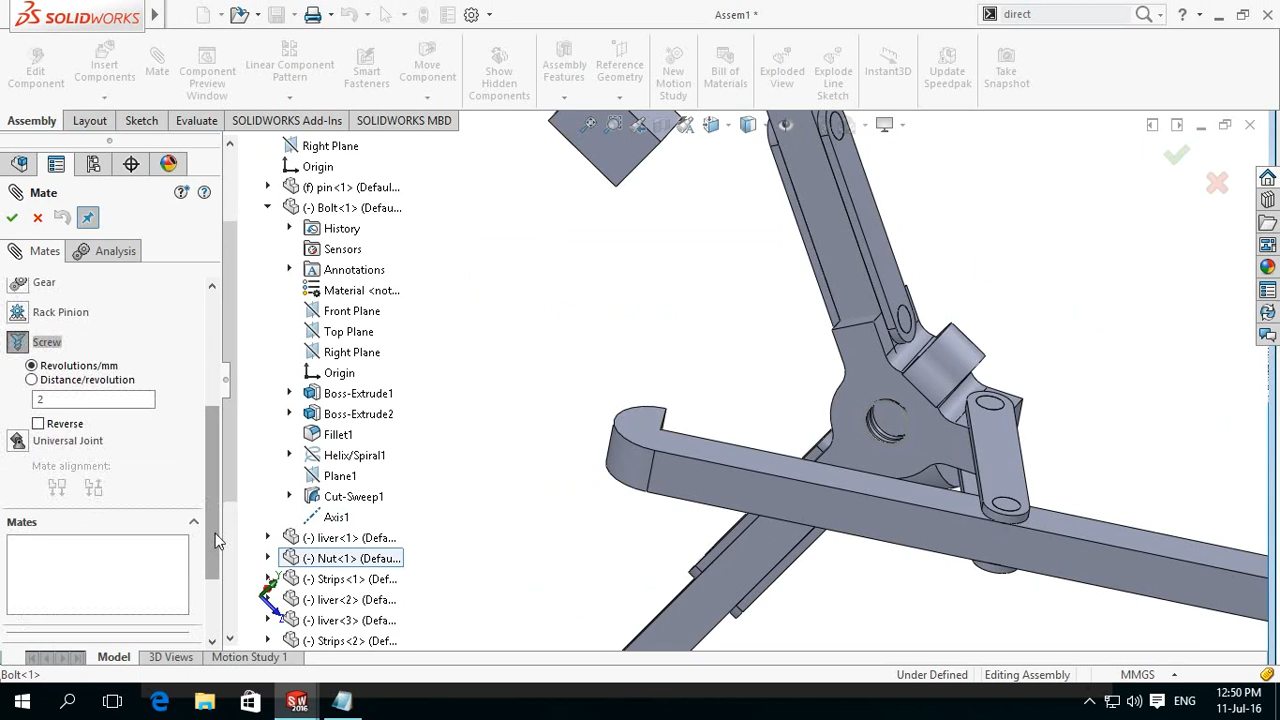 SOLIDWORKS
Assem1 *
direct
Edit Component
Insert Components
Mate
Component Preview Window
Linear Component Pattern
Smart Fasteners
Move Component
Show Hidden Components
Assembly Features
Reference Geometry
New Motion Study
Bill of Materials
Exploded View
Explode Line Sketch
Instant3D
Update Speedpak
Take Snapshot
Assembly
Layout
Sketch
Evaluate
SOLIDWORKS Add-Ins
SOLIDWORKS MBD
Mate
Mates
Analysis
Gear
Rack Pinion
Screw
Revolutions/mm
Distance/revolution
2
Reverse
Universal Joint
Mate alignment:
Mates
Right Plane
Origin
(f) pin<1> (Defaul...
(-) Bolt<1> (Defau...
History
Sensors
Annotations
Material <not...
Front Plane
Top Plane
Right Plane
Origin
Boss-Extrude1
Boss-Extrude2
Fillet1
Helix/Spiral1
Plane1
Cut-Sweep1
Axis1
(-) liver<1> (Defa...
(-) Nut<1> (Defau...
(-) Strips<1> (Def...
(-) liver<2> (Defa...
(-) liver<3> (Defa...
(-) Strips<2> (Def...
Model
3D Views
Motion Study 1
Bolt<1>
Under Defined
Editing Assembly
MMGS
SW
2016
ENG
12:50 PM
11-Jul-16